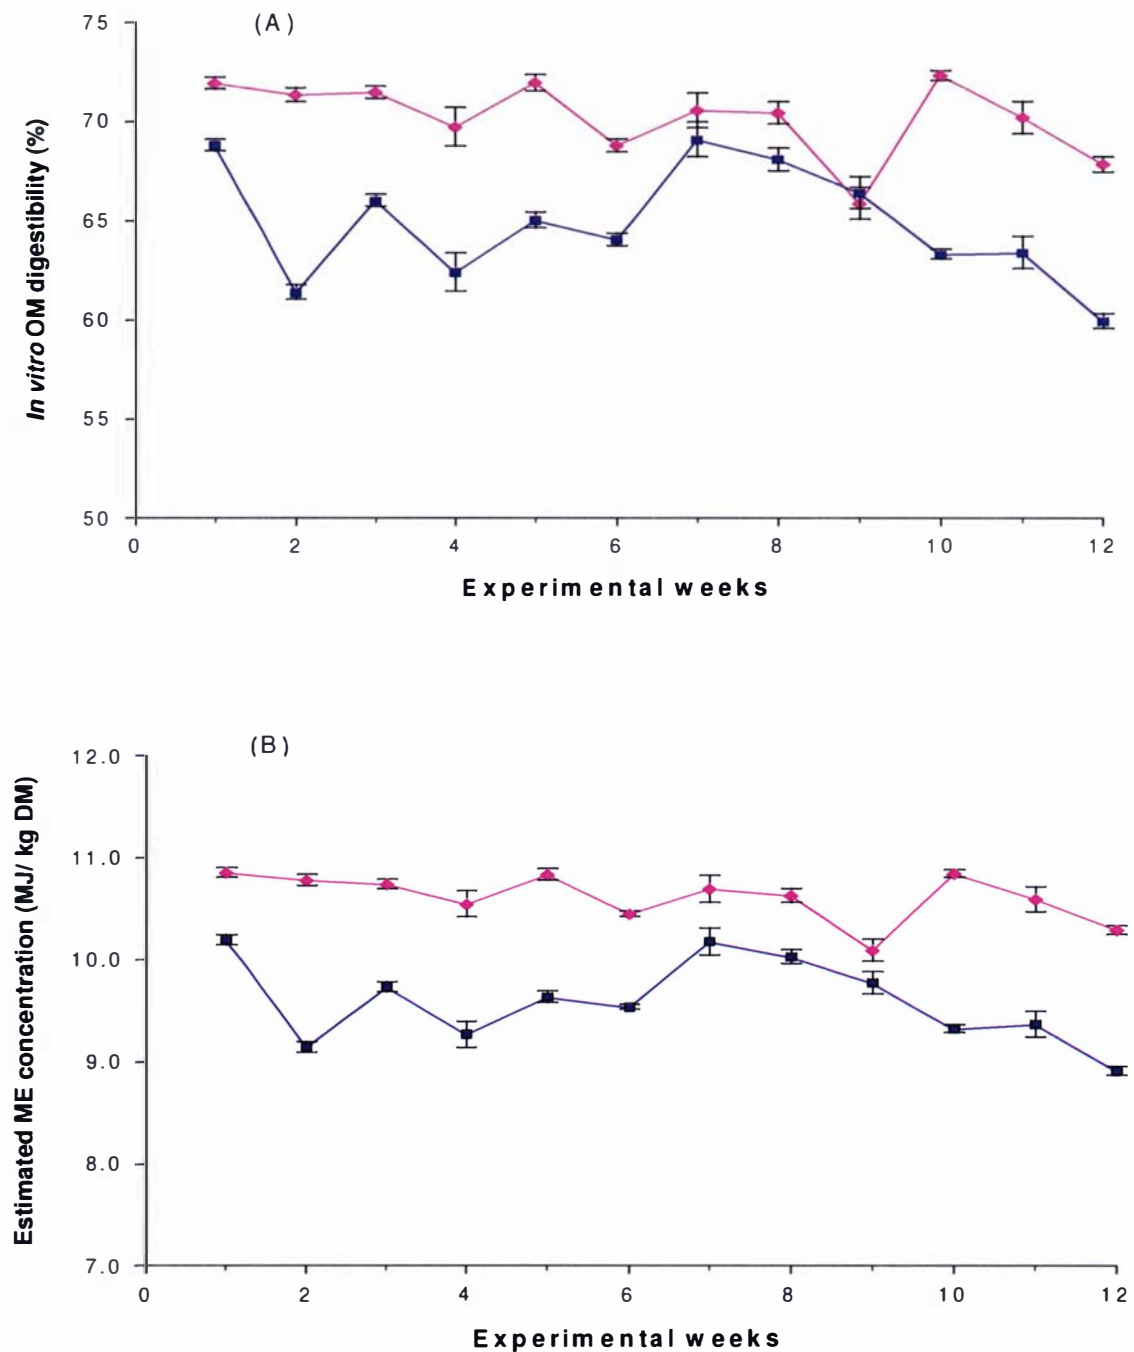 (A)
75
70
65
60
55
50
In vitro OM digestibility (%)
0 2 4 6 8 10 12
Experimental weeks
(B)
12.0
11.0
10.0
9.0
8.0
7.0
Estimated ME concentration (MJ/ kg DM)
0 2 4 6 8 10 12
Experimental weeks